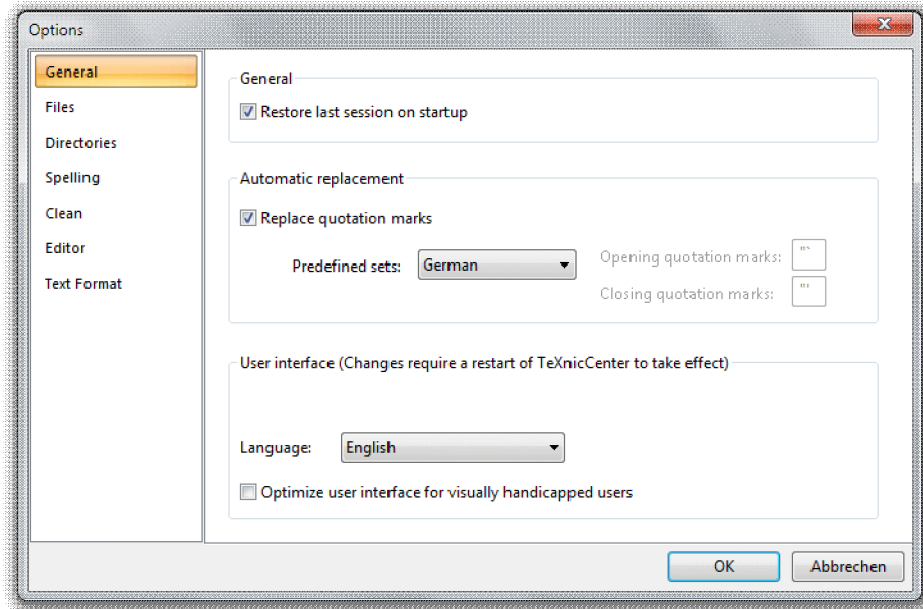 Options
General
Files
Directories
Spelling
Clean
Editor
Text Format
General
Restore last session on startup
Automatic replacement
Replace quotation marks
Predefined sets: German
Opening quotation marks: "`
Closing quotation marks: "'
User interface (Changes require a restart of TeXnicCenter to take effect)
Language: English
Optimize user interface for visually handicapped users
OK Abbrechen